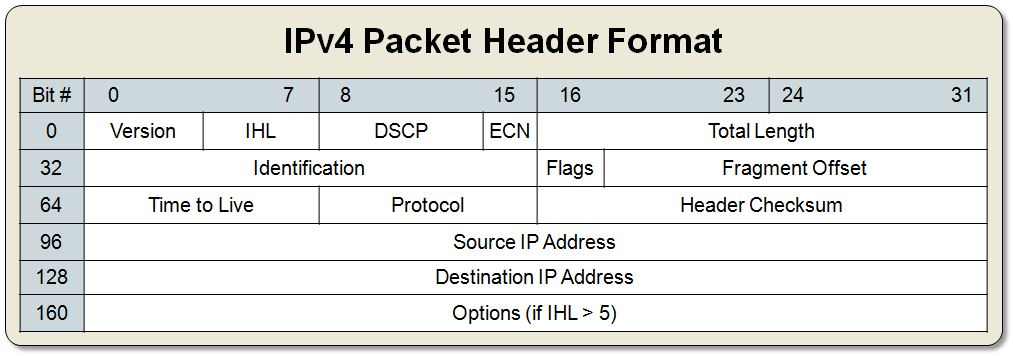 IPv4 Packet Header Format
Bit # 0 7 8 15 16 23 24 31
0 Version IHL DSCP ECN Total Length
32 Identification Flags Fragment Offset
64 Time to Live Protocol Header Checksum
96 Source IP Address
128 Destination IP Address
160 Options (if IHL > 5)